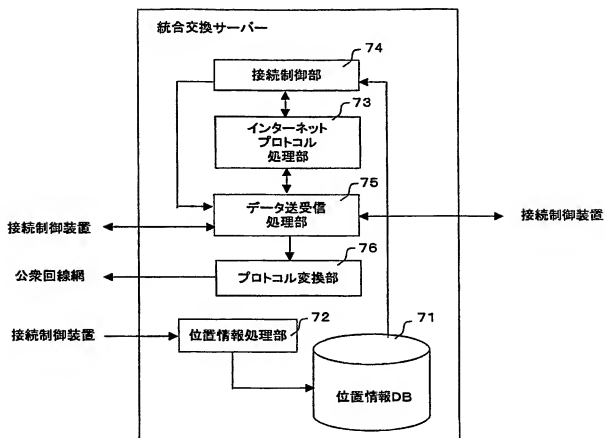 統合交換サーバー
74
接続制御部
73
インターネット
プロトコル
処理部
75
データ送受信
処理部
接続制御装置
接続制御装置
76
公衆回線網
プロトコル変換部
72
71
接続制御装置
位置情報処理部
位置情報DB